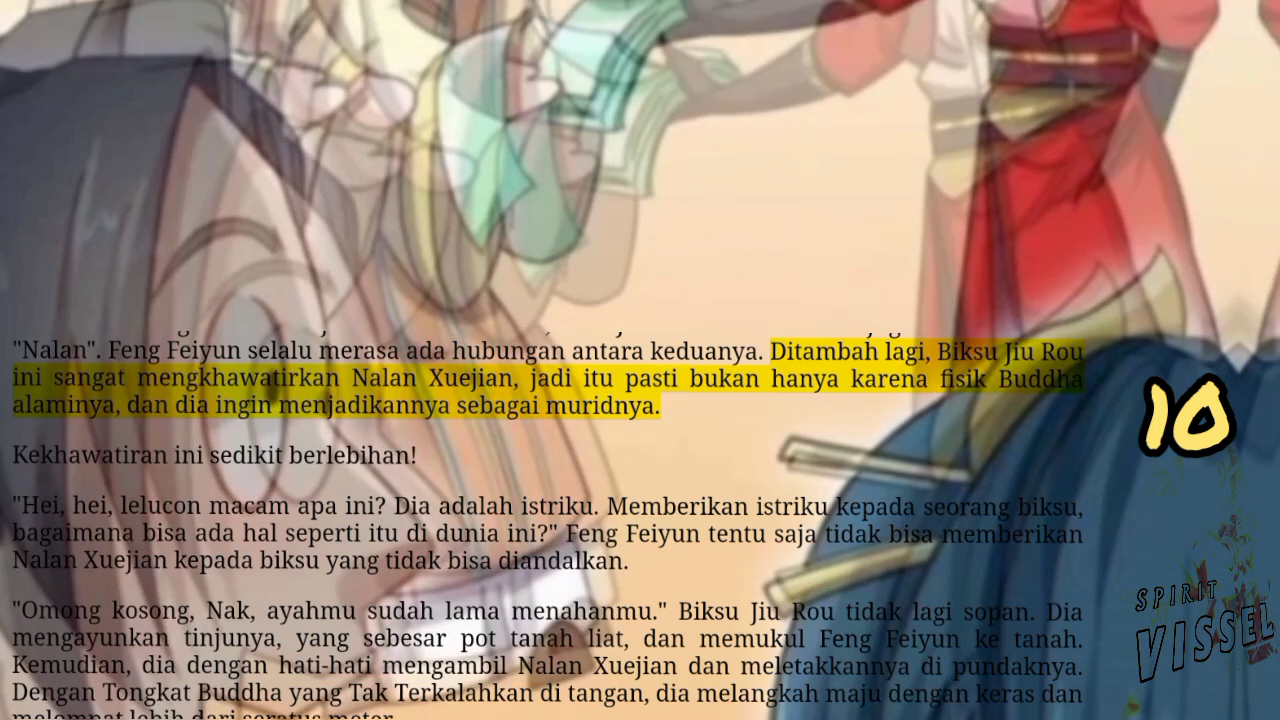 "Nalan". Feng Feiyun selalu merasa ada hubungan antara keduanya. Ditambah lagi, Biksu Jiu Rou
ini sangat mengkhawatirkan Nalan Xuejian, jadi itu pasti bukan hanya karena fisik Buddha
alaminya, dan dia ingin menjadikannya sebagai muridnya.
Kekhawatiran ini sedikit berlebihan!
"Hei, hei, lelucon macam apa ini? Dia adalah istriku. Memberikan istriku kepada seorang biksu,
bagaimana bisa ada hal seperti itu di dunia ini?" Feng Feiyun tentu saja tidak bisa memberikan
Nalan Xuejian kepada biksu yang tidak bisa diandalkan.
"Omong kosong, Nak, ayahmu sudah lama menahanmu." Biksu Jiu Rou tidak lagi sopan. Dia
mengayunkan tinjunya, yang sebesar pot tanah liat, dan memukul Feng Feiyun ke tanah.
Kemudian, dia dengan hati-hati mengambil Nalan Xuejian dan meletakkannya di pundaknya.
Dengan Tongkat Buddha yang Tak Terkalahkan di tangan, dia melangkah maju dengan keras dan
melompat lebih dari seratus meter.
10
SPIRIT
VISSEL